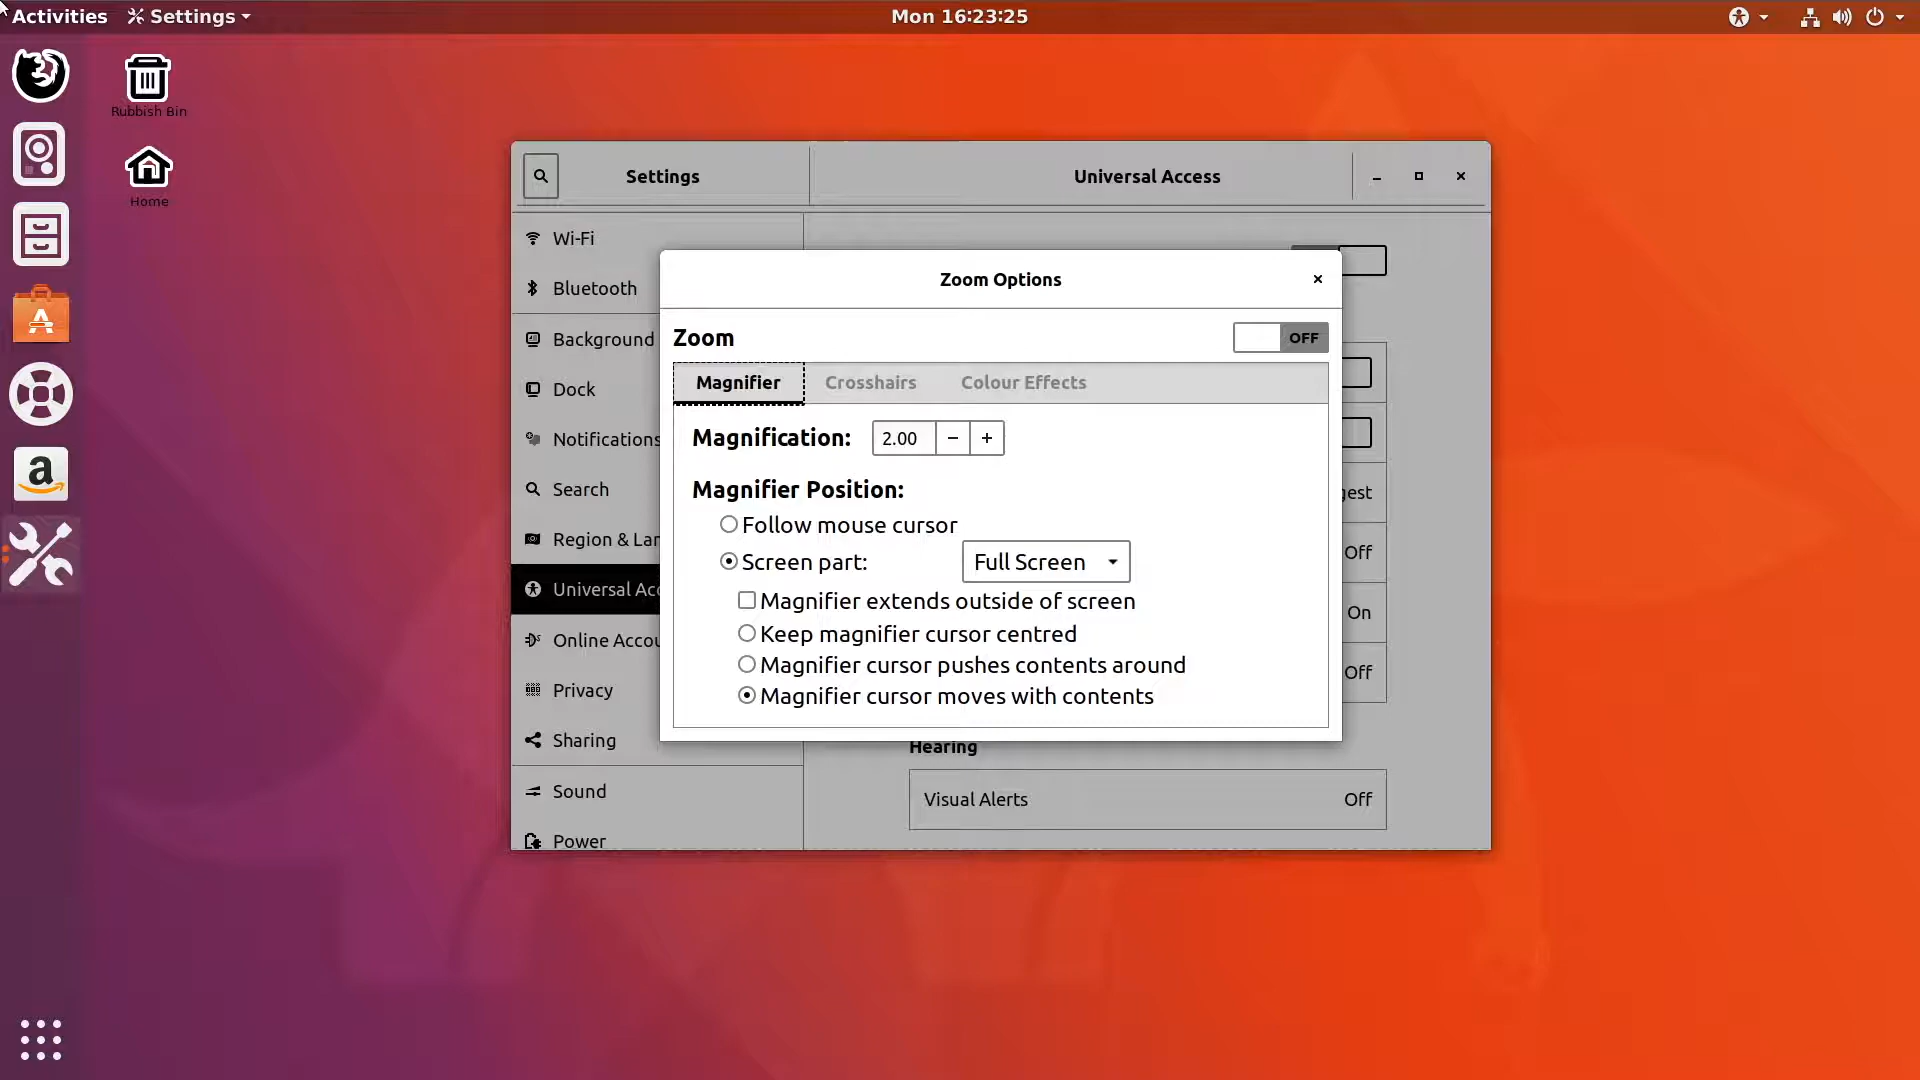 Activities
Settings
Mon 16:23:25
Rubbish Bin
Home
Settings
Universal Access
Wi-Fi
Bluetooth
Background
Dock
Notifications
Search
Region & Lan
Universal Acc
Online Accou
Privacy
Sharing
Sound
Power
Zoom Options
Zoom
OFF
Magnifier
Crosshairs
Colour Effects
Magnification:
2.00
− +
Magnifier Position:
Follow mouse cursor
Screen part:
Full Screen
Magnifier extends outside of screen
Keep magnifier cursor centred
Magnifier cursor pushes contents around
Magnifier cursor moves with contents
gest
Off
On
Off
Hearing
Visual Alerts
Off